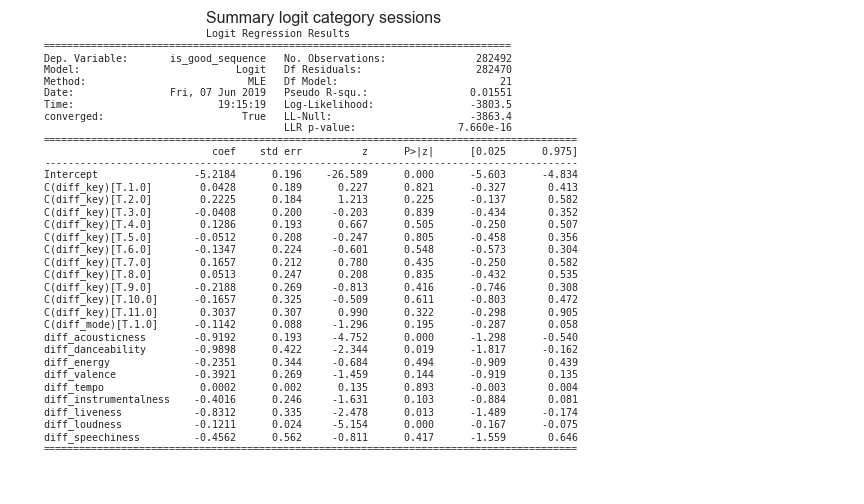 Summary logit category sessions
Logit Regression Results
==============================================================================
Dep. Variable: is_good_sequence No. Observations: 282492
Model: Logit Df Residuals: 282470
Method: MLE Df Model: 21
Date: Fri, 07 Jun 2019 Pseudo R-squ.: 0.01551
Time: 19:15:19 Log-Likelihood: -3803.5
converged: True LL-Null: -3863.4
LLR p-value: 7.660e-16
=========================================================================================
coef std err z P>|z| [0.025 0.975]
-----------------------------------------------------------------------------------------
Intercept -5.2184 0.196 -26.589 0.000 -5.603 -4.834
C(diff_key)[T.1.0] 0.0428 0.189 0.227 0.821 -0.327 0.413
C(diff_key)[T.2.0] 0.2225 0.184 1.213 0.225 -0.137 0.582
C(diff_key)[T.3.0] -0.0408 0.200 -0.203 0.839 -0.434 0.352
C(diff_key)[T.4.0] 0.1286 0.193 0.667 0.505 -0.250 0.507
C(diff_key)[T.5.0] -0.0512 0.208 -0.247 0.805 -0.458 0.356
C(diff_key)[T.6.0] -0.1347 0.224 -0.601 0.548 -0.573 0.304
C(diff_key)[T.7.0] 0.1657 0.212 0.780 0.435 -0.250 0.582
C(diff_key)[T.8.0] 0.0513 0.247 0.208 0.835 -0.432 0.535
C(diff_key)[T.9.0] -0.2188 0.269 -0.813 0.416 -0.746 0.308
C(diff_key)[T.10.0] -0.1657 0.325 -0.509 0.611 -0.803 0.472
C(diff_key)[T.11.0] 0.3037 0.307 0.990 0.322 -0.298 0.905
C(diff_mode)[T.1.0] -0.1142 0.088 -1.296 0.195 -0.287 0.058
diff_acousticness -0.9192 0.193 -4.752 0.000 -1.298 -0.540
diff_danceability -0.9898 0.422 -2.344 0.019 -1.817 -0.162
diff_energy -0.2351 0.344 -0.684 0.494 -0.909 0.439
diff_valence -0.3921 0.269 -1.459 0.144 -0.919 0.135
diff_tempo 0.0002 0.002 0.135 0.893 -0.003 0.004
diff_instrumentalness -0.4016 0.246 -1.631 0.103 -0.884 0.081
diff_liveness -0.8312 0.335 -2.478 0.013 -1.489 -0.174
diff_loudness -0.1211 0.024 -5.154 0.000 -0.167 -0.075
diff_speechiness -0.4562 0.562 -0.811 0.417 -1.559 0.646
=========================================================================================